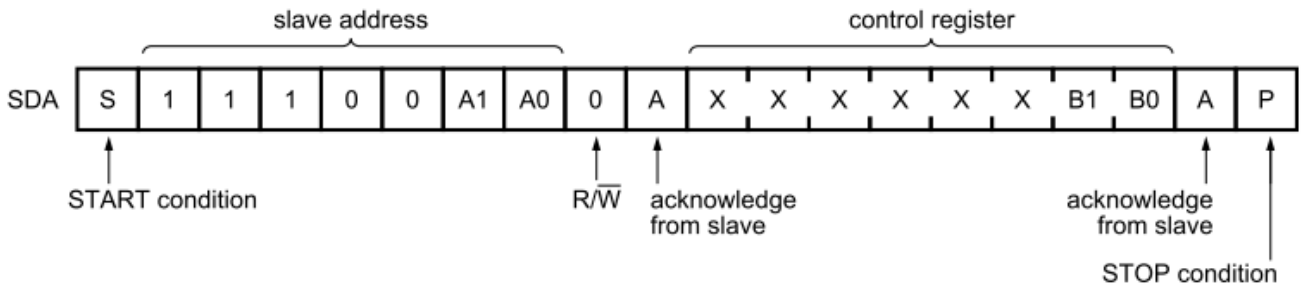 slave address
control register
SDA S 1 1 1 0 0 A1 A0 0 A X X X X X X B1 B0 A P
START condition
R/W̅
acknowledge
from slave
acknowledge
from slave
STOP condition